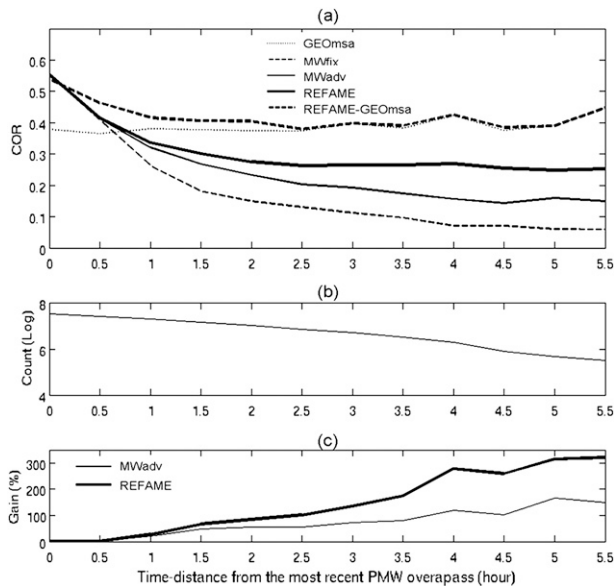 (a)
0.6
0.5
0.4
0.3
0.2
0.1
0
COR
GEOmsa
MWfix
MWadv
REFAME
REFAME-GEOmsa
0 0.5 1 1.5 2 2.5 3 3.5 4 4.5 5 5.5
(b)
8
6
4
Count (Log)
0 0.5 1 1.5 2 2.5 3 3.5 4 4.5 5 5.5
(c)
300
200
100
0
Gain (%)
MWadv
REFAME
0 0.5 1 1.5 2 2.5 3 3.5 4 4.5 5 5.5
Time-distance from the most recent PMW overapass (hour)